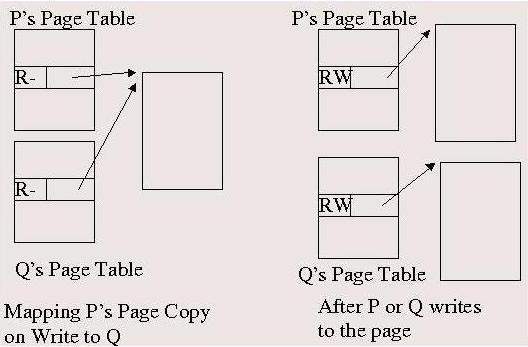 P's Page Table
R-
R-
Q's Page Table
Mapping P's Page Copy
on Write to Q
P's Page Table
RW
RW
Q's Page Table
After P or Q writes
to the page